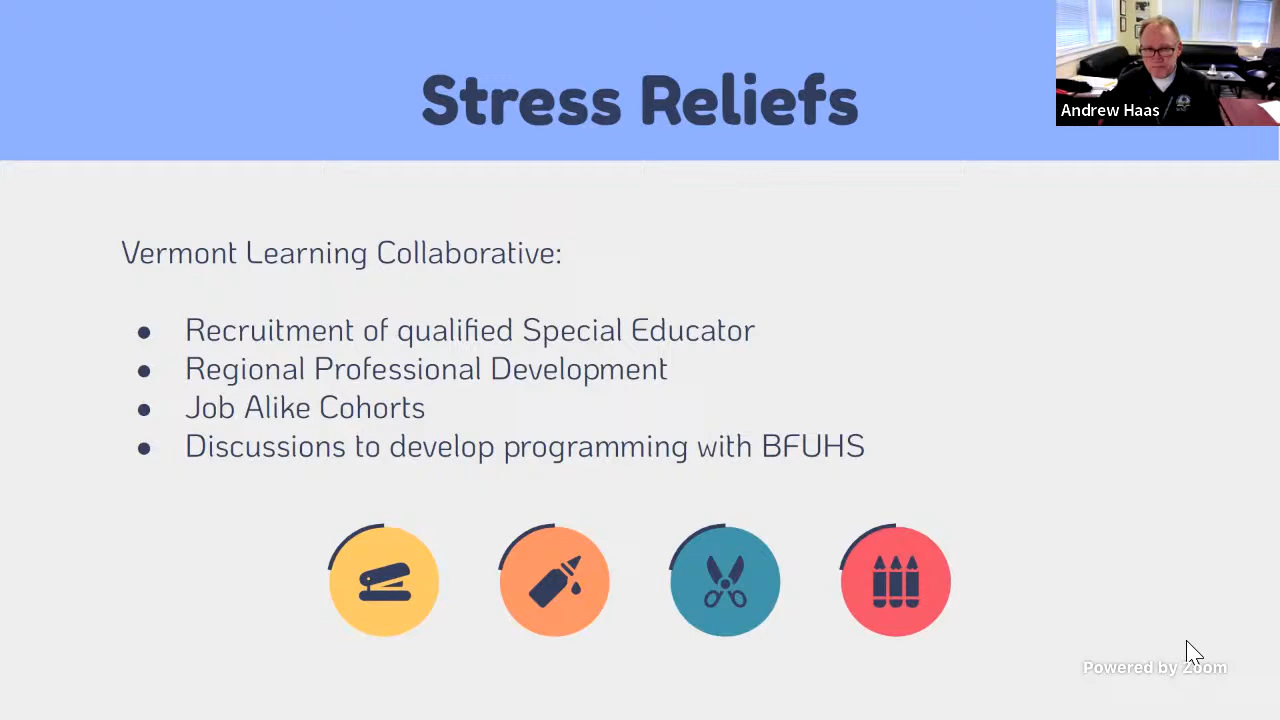 Stress Reliefs
Andrew Haas
Vermont Learning Collaborative:
● Recruitment of qualified Special Educator
● Regional Professional Development
● Job Alike Cohorts
● Discussions to develop programming with BFUHS
Powered by Zoom